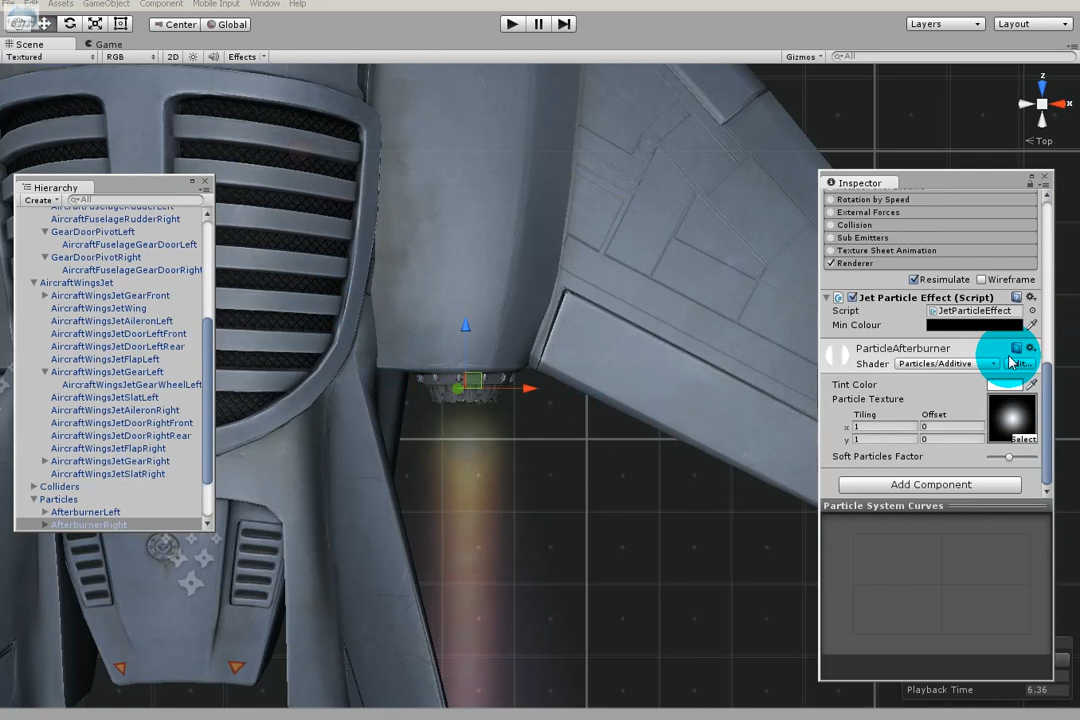 File Edit Assets GameObject Component Mobile Input Window Help
Center Global
Layers Layout
Scene Game
Textured RGB 2D Effects Gizmos All
z
x
Top
Hierarchy
Create All
AircraftFuselageRudderLeft
AircraftFuselageRudderRight
GearDoorPivotLeft
AircraftFuselageGearDoorLeft
GearDoorPivotRight
AircraftFuselageGearDoorRight
AircraftWingsJet
AircraftWingsJetGearFront
AircraftWingsJetWing
AircraftWingsJetAileronLeft
AircraftWingsJetDoorLeftFront
AircraftWingsJetDoorLeftRear
AircraftWingsJetFlapLeft
AircraftWingsJetGearLeft
AircraftWingsJetGearWheelLeft
AircraftWingsJetSlatLeft
AircraftWingsJetAileronRight
AircraftWingsJetDoorRightFront
AircraftWingsJetDoorRightRear
AircraftWingsJetFlapRight
AircraftWingsJetGearRight
AircraftWingsJetSlatRight
Colliders
Particles
AfterburnerLeft
AfterburnerRight
Inspector
Rotation by Speed
External Forces
Collision
Sub Emitters
Texture Sheet Animation
Renderer
Resimulate Wireframe
Jet Particle Effect (Script)
Script JetParticleEffect
Min Colour
ParticleAfterburner
Shader Particles/Additive
Tint Color
Particle Texture
Tiling Offset
x 1 0
y 1 0
Select
Soft Particles Factor
Add Component
Particle System Curves
Playback Time 6.36